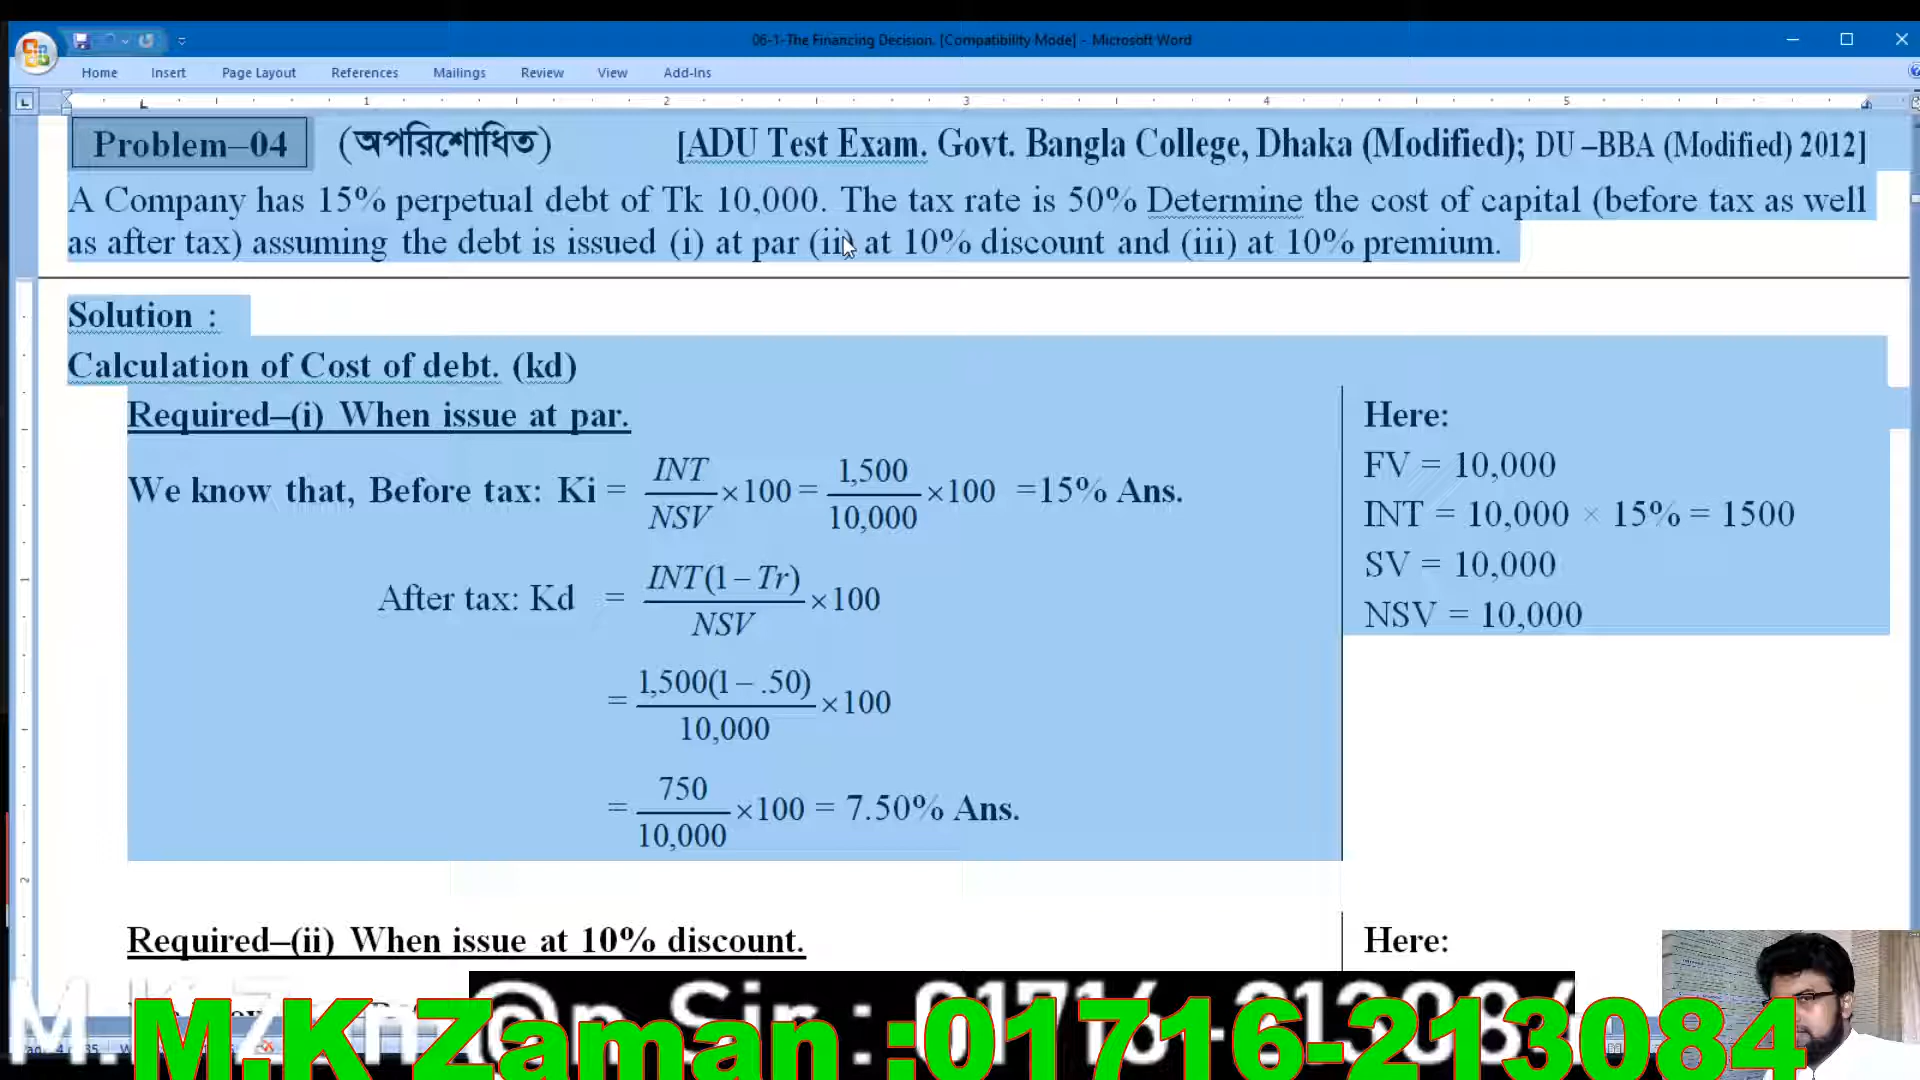 06-1-The Financing Decision. [Compatibility Mode] - Microsoft Word
Home Insert Page Layout References Mailings Review View Add-Ins
1 2 3 4 5
Problem–04 (অপরিশোধিত) [ADU Test Exam. Govt. Bangla College, Dhaka (Modified); DU –BBA (Modified) 2012]
A Company has 15% perpetual debt of Tk 10,000. The tax rate is 50% Determine the cost of capital (before tax as well
as after tax) assuming the debt is issued (i) at par (ii) at 10% discount and (iii) at 10% premium.
Solution :
Calculation of Cost of debt. (kd)
Required–(i) When issue at par.
We know that, Before tax: Ki = INT/NSV ×100 = 1,500/10,000 ×100 =15% Ans.
After tax: Kd = INT(1 – Tr)/NSV ×100
= 1,500(1 – .50)/10,000 ×100
= 750/10,000 ×100 = 7.50% Ans.
Here:
FV = 10,000
INT = 10,000 × 15% = 1500
SV = 10,000
NSV = 10,000
Required–(ii) When issue at 10% discount.
Here:
M.K Zaman :01716-213084